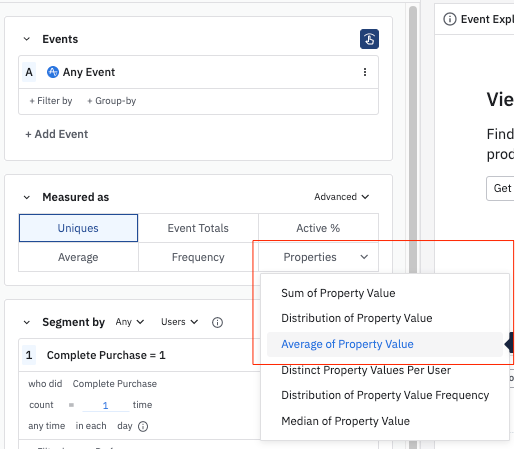 Events
Event Expl
A Any Event
+ Filter by + Group-by
+ Add Event
Vie
Find
prod
Get
Measured as Advanced
Uniques Event Totals Active %
Average Frequency Properties
Sum of Property Value
Distribution of Property Value
Average of Property Value
Distinct Property Values Per User
Distribution of Property Value Frequency
Median of Property Value
Segment by Any Users
1 Complete Purchase = 1
who did Complete Purchase
count = 1 time
any time in each day